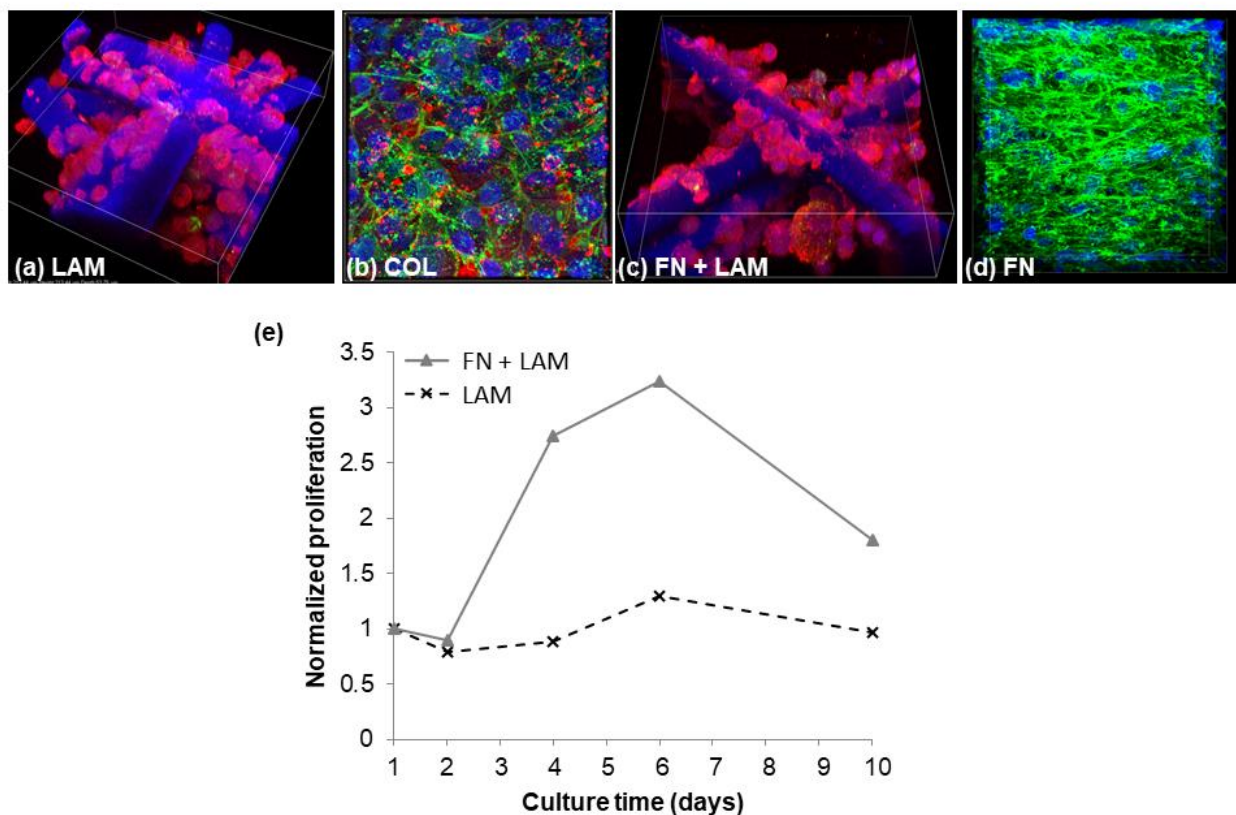 (a) LAM
(b) COL
(c) FN + LAM
(d) FN
(e)
FN + LAM
LAM
Normalized proliferation
3.5
3
2.5
2
1.5
1
0.5
0
1 2 3 4 5 6 7 8 9 10
Culture time (days)